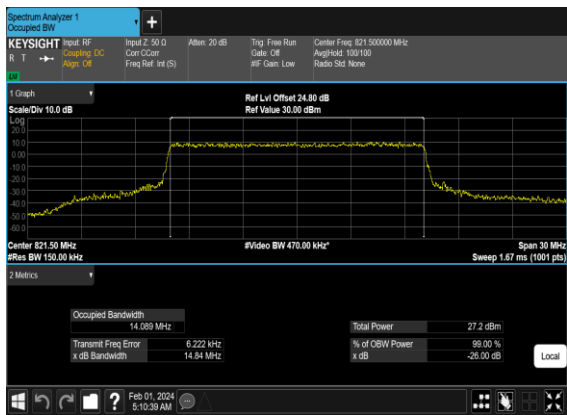 Spectrum Analyzer 1
Occupied BW
KEYSIGHT
R T
Input: RF
Coupling: DC
Align: Off
Input Z: 50 Ω
Corr CCorr
Freq Ref: Int (S)
Atten: 20 dB
Trig: Free Run
Gate: Off
#IF Gain: Low
Center Freq: 821.500000 MHz
Avg|Hold: 100/100
Radio Std: None
1 Graph
Scale/Div 10.0 dB
Ref Lvl Offset 24.80 dB
Ref Value 30.00 dBm
Log
20.0
10.0
0.00
-10.0
-20.0
-30.0
-40.0
-50.0
-60.0
Center 821.50 MHz
#Res BW 150.00 kHz
#Video BW 470.00 kHz*
Span 30 MHz
Sweep 1.67 ms (1001 pts)
2 Metrics
Occupied Bandwidth
14.089 MHz
Transmit Freq Error 6.222 kHz
x dB Bandwidth 14.84 MHz
Total Power 27.2 dBm
% of OBW Power 99.00 %
x dB -26.00 dB
Local
?
Feb 01, 2024
5:10:39 AM